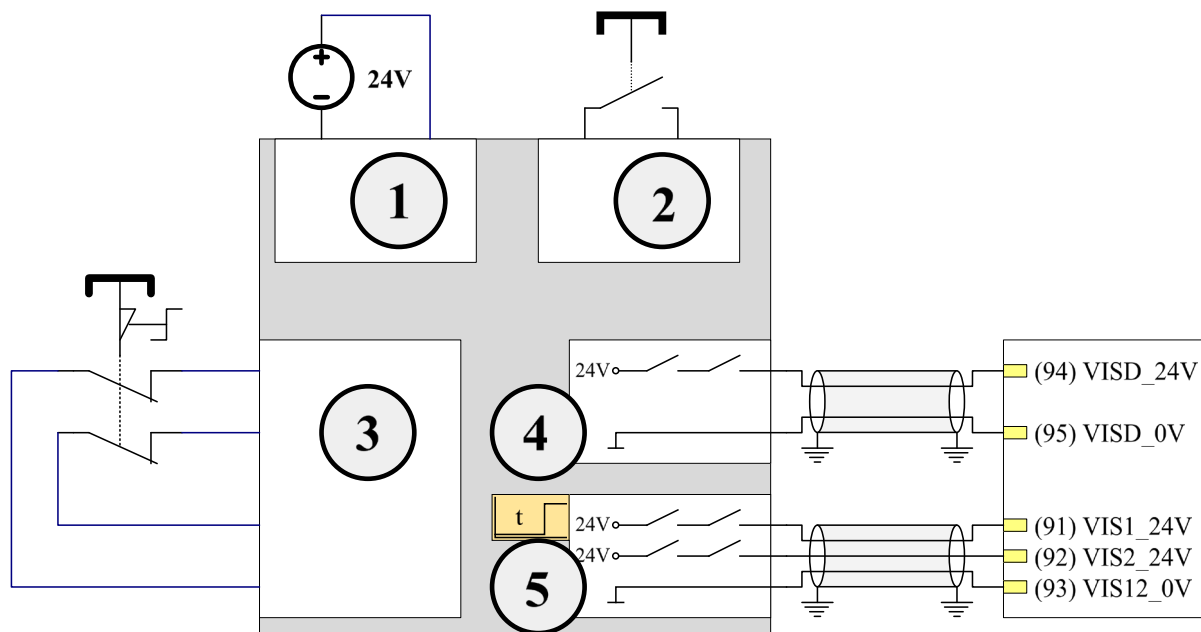 24V
1
2
3
4
24V
(94) VISD_24V
(95) VISD_0V
t
5
24V
24V
(91) VIS1_24V
(92) VIS2_24V
(93) VIS12_0V